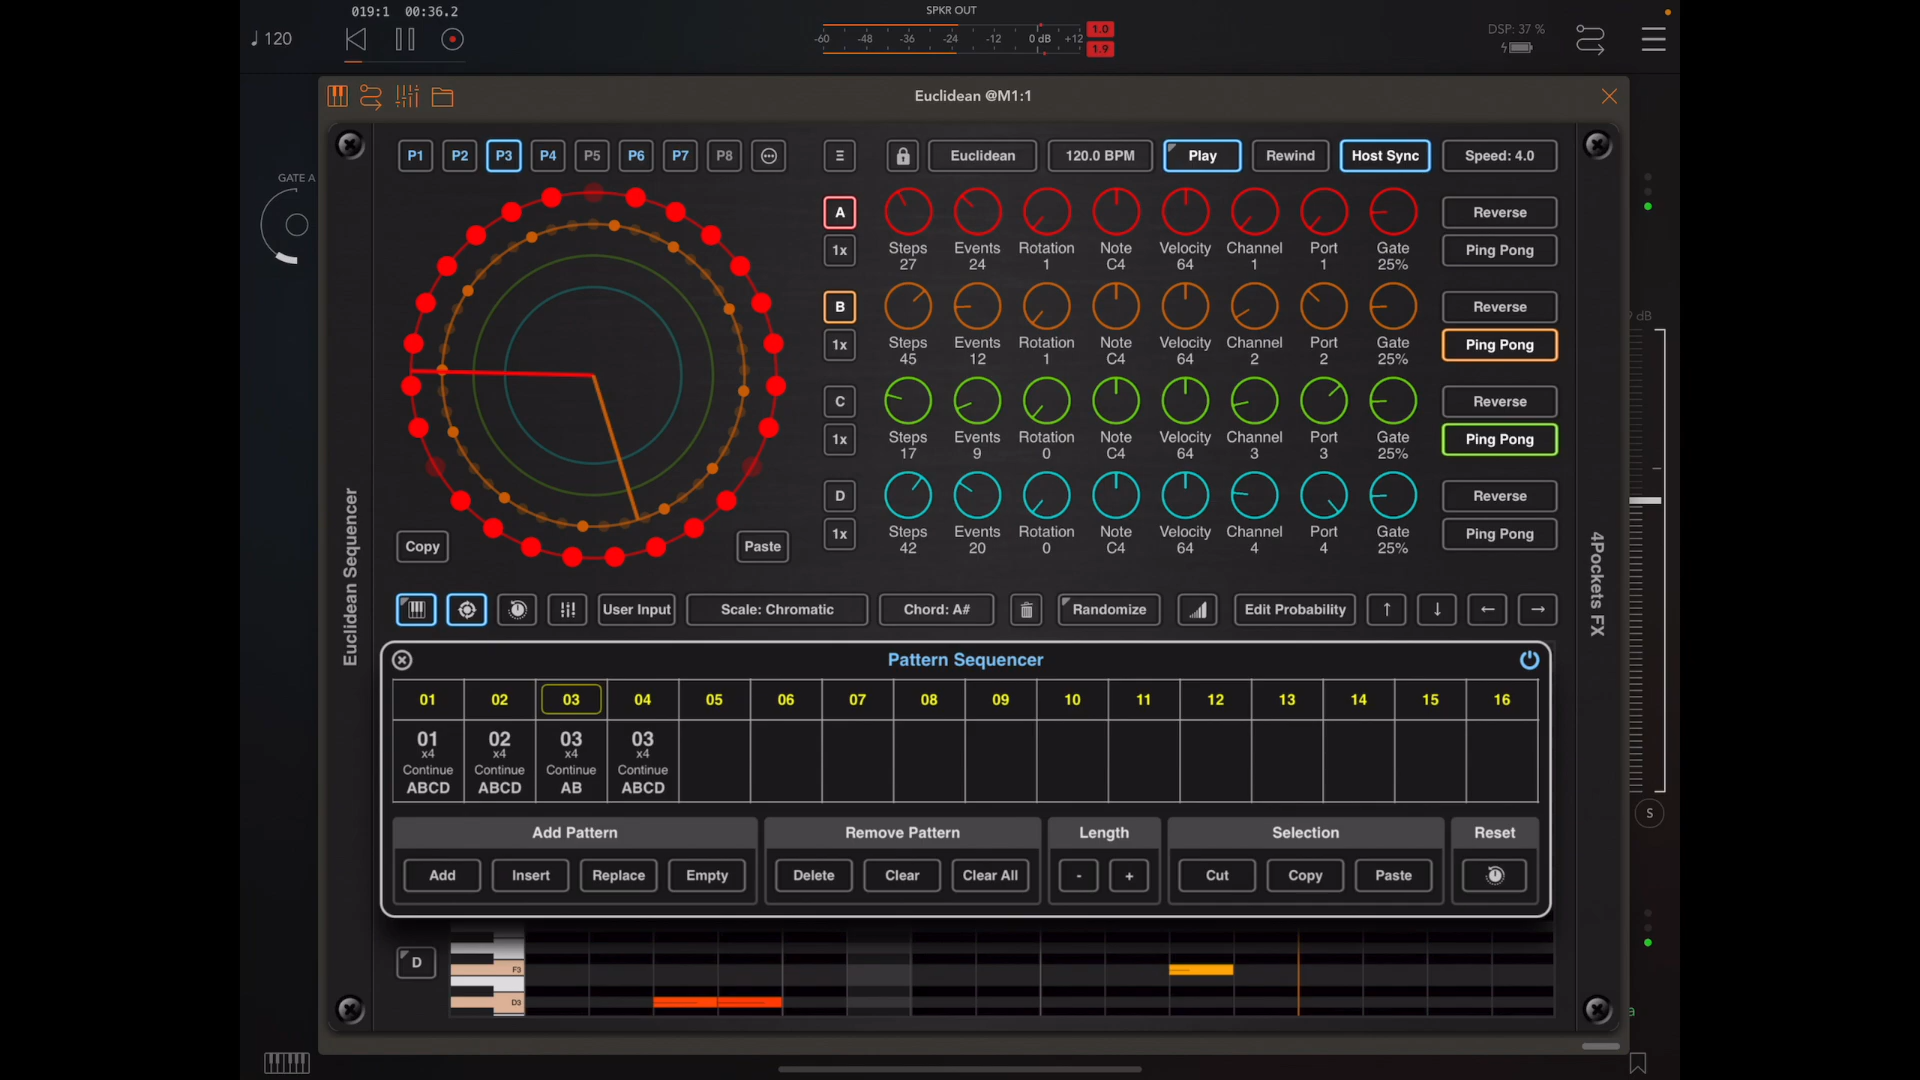 019:1 00:36.2
SPKR OUT
♩120
-60 -48 -36 -24 -12 0 dB +12
1.0
1.9
DSP: 37 %
Euclidean @M1:1
GATE A
P1 P2 P3 P4 P5 P6 P7 P8
Euclidean 120.0 BPM Play Rewind Host Sync Speed: 4.0
A Reverse
1x Steps Events Rotation Note Velocity Channel Port Gate Ping Pong
27 24 1 C4 64 1 1 25%
B Reverse
1x Steps Events Rotation Note Velocity Channel Port Gate Ping Pong
45 12 1 C4 64 2 2 25%
C Reverse
1x Steps Events Rotation Note Velocity Channel Port Gate Ping Pong
17 9 0 C4 64 3 3 25%
D Reverse
1x Steps Events Rotation Note Velocity Channel Port Gate Ping Pong
42 20 0 C4 64 4 4 25%
Copy Paste
Euclidean Sequencer
4Pockets FX
User Input Scale: Chromatic Chord: A# Randomize Edit Probability ↑ ↓ ← →
Pattern Sequencer
01 02 03 04 05 06 07 08 09 10 11 12 13 14 15 16
01 02 03 03
x4 x4 x4 x4
Continue Continue Continue Continue
ABCD ABCD AB ABCD
Add Pattern Remove Pattern Length Selection Reset
Add Insert Replace Empty Delete Clear Clear All - + Cut Copy Paste
D
F3
D3
dB
S